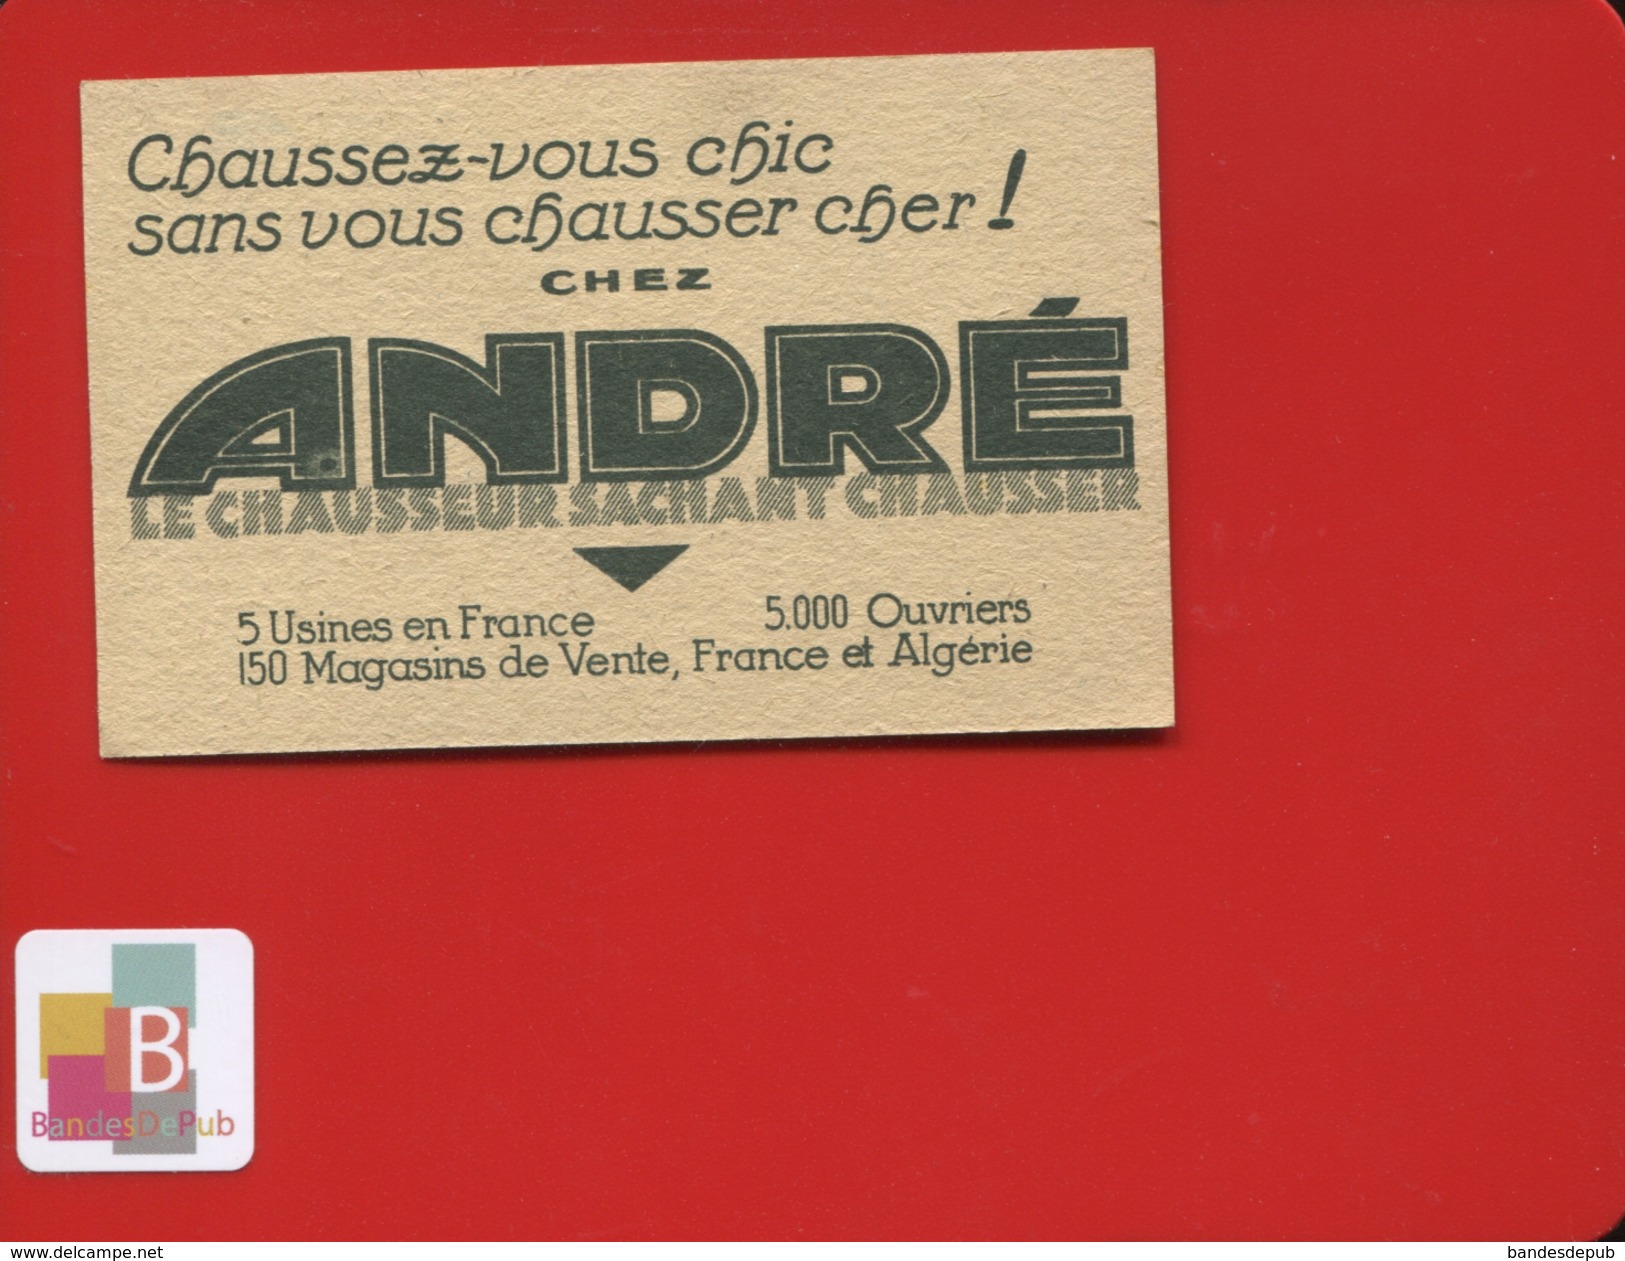 Chaussez-vous chic
sans vous chausser cher !
CHEZ
ANDRÉ
LE CHAUSSEUR SACHANT CHAUSSER
5 Usines en France 5.000 Ouvriers
150 Magasins de Vente, France et Algérie
B
BandesDePub
www.delcampe.net
bandesdepub